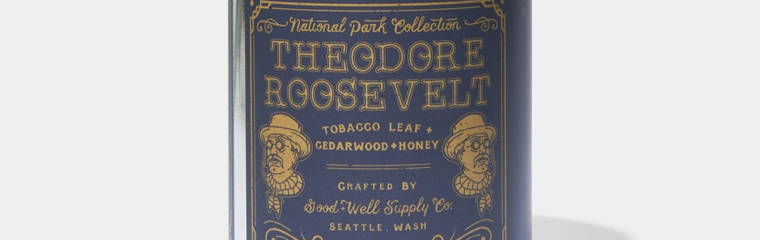 National Park Collection
THEODORE
ROOSEVELT
TOBACCO LEAF +
CEDARWOOD + HONEY
CRAFTED BY
Good-Well Supply Co.
SEATTLE, WASH